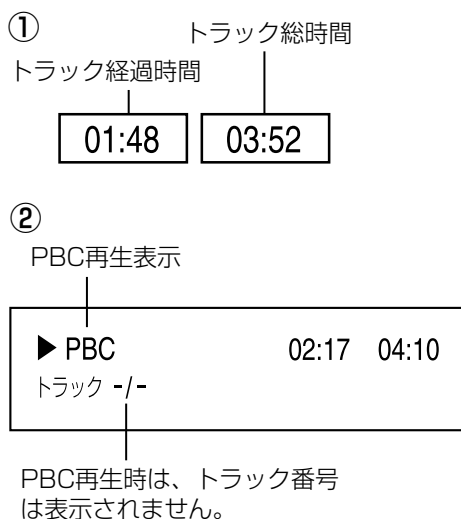 ①
トラック総時間
トラック経過時間
01:48 03:52
②
PBC再生表示
▶ PBC 02:17 04:10
トラック -/-
PBC再生時は、トラック番号
は表示されません。